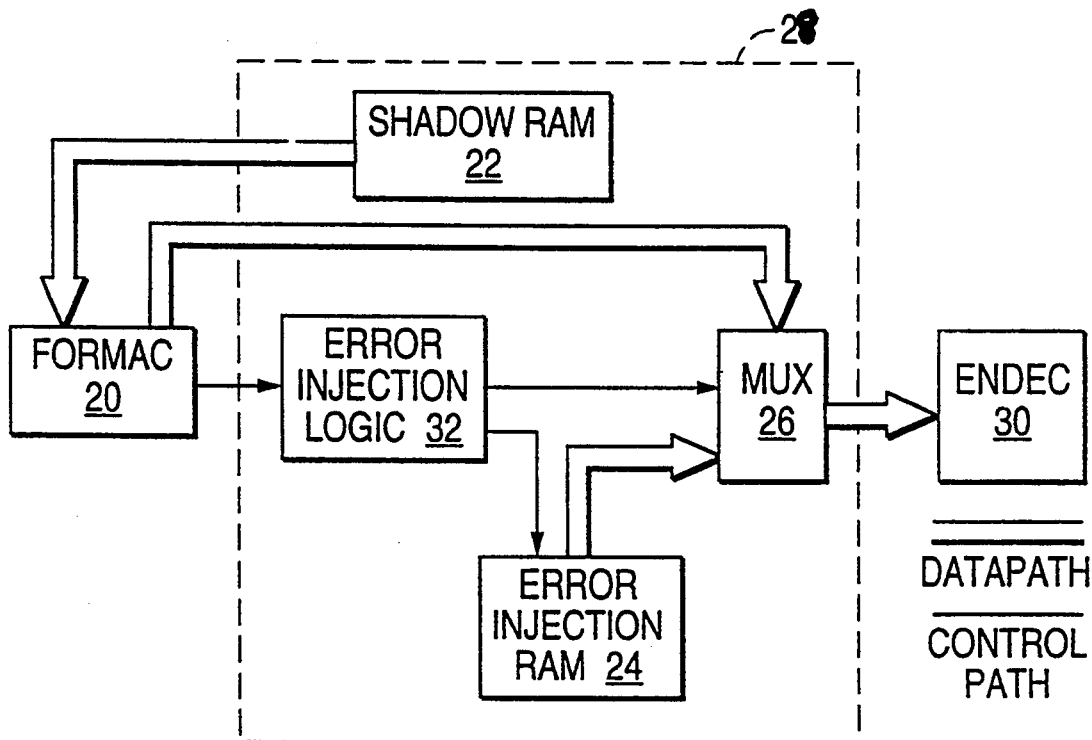 28
SHADOW RAM
22
FORMAC
20
ERROR
INJECTION
LOGIC 32
MUX
26
ENDEC
30
ERROR
INJECTION
RAM 24
DATAPATH
CONTROL
PATH